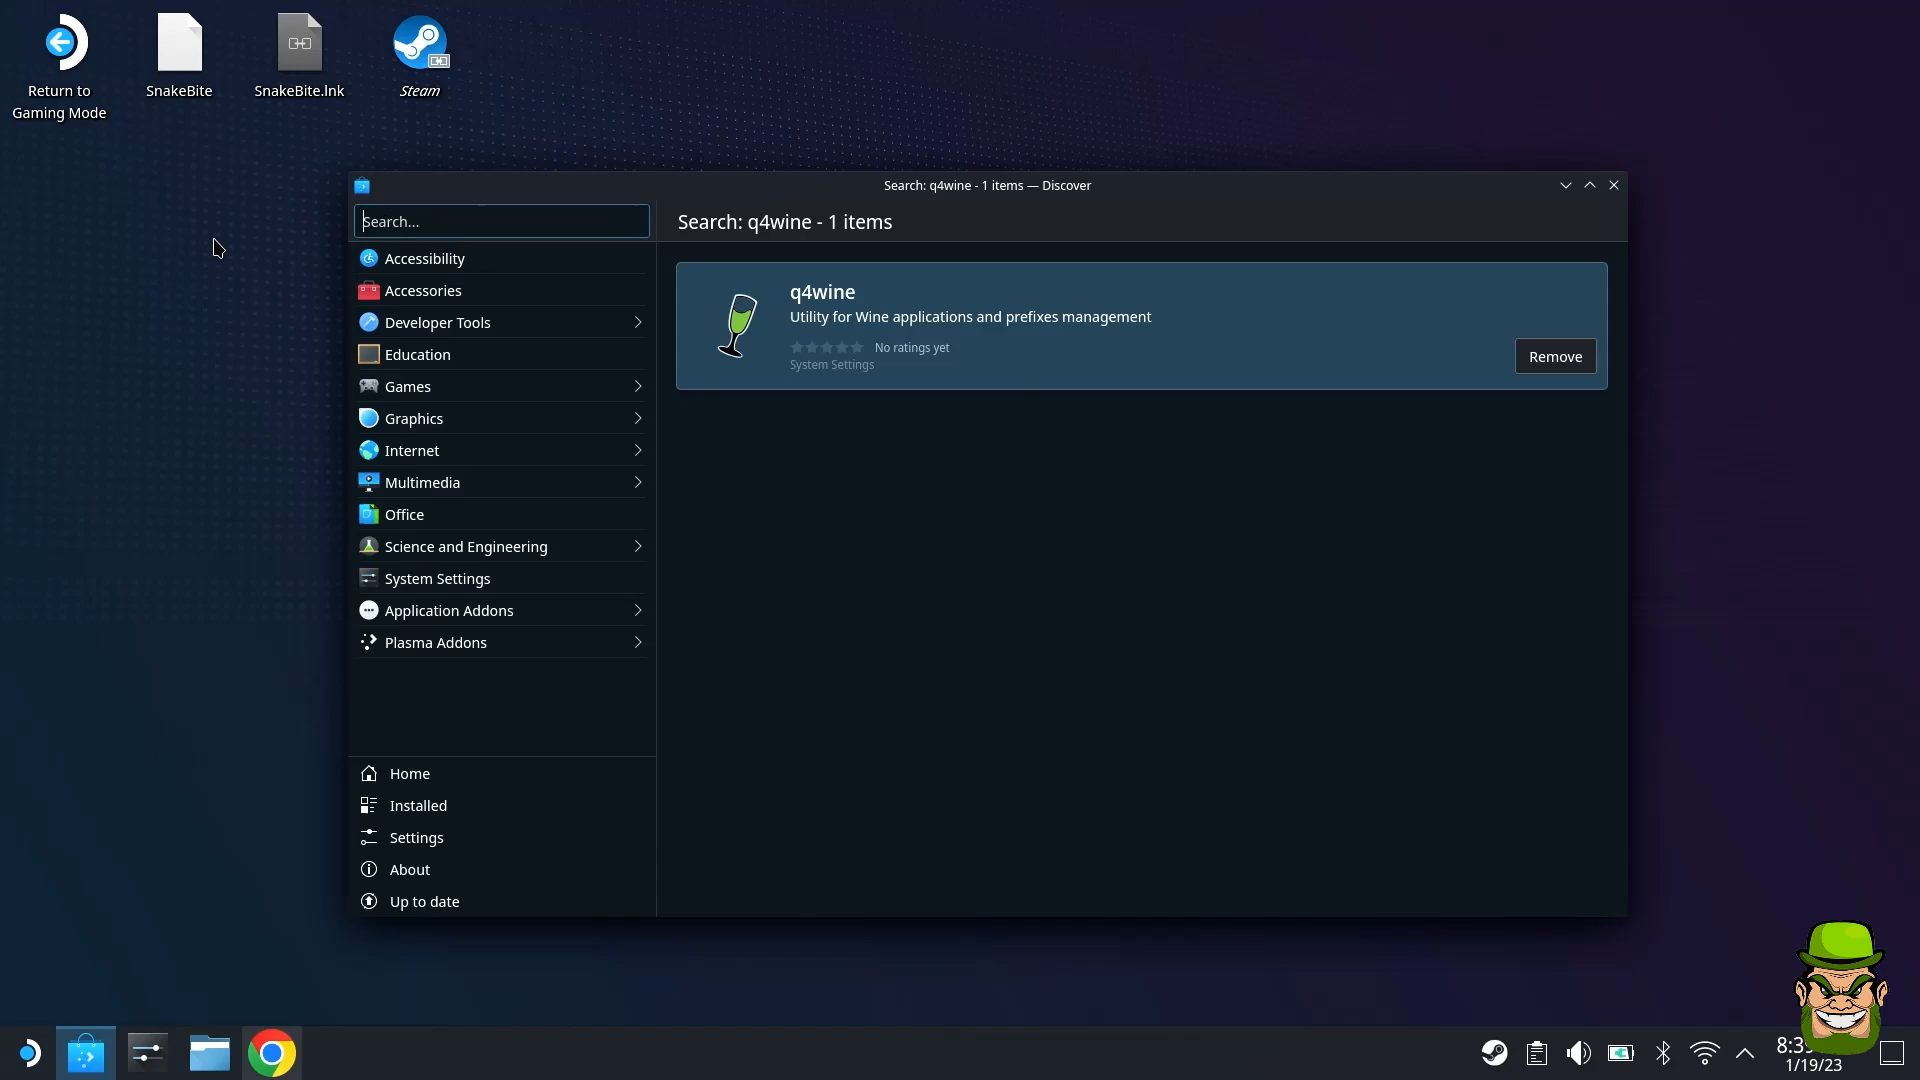 Return to
Gaming Mode
SnakeBite
SnakeBite.lnk
Steam
Search: q4wine - 1 items — Discover
Search...
Search: q4wine - 1 items
Accessibility
Accessories
Developer Tools
Education
Games
Graphics
Internet
Multimedia
Office
Science and Engineering
System Settings
Application Addons
Plasma Addons
q4wine
Utility for Wine applications and prefixes management
No ratings yet
System Settings
Remove
Home
Installed
Settings
About
Up to date
1/19/23